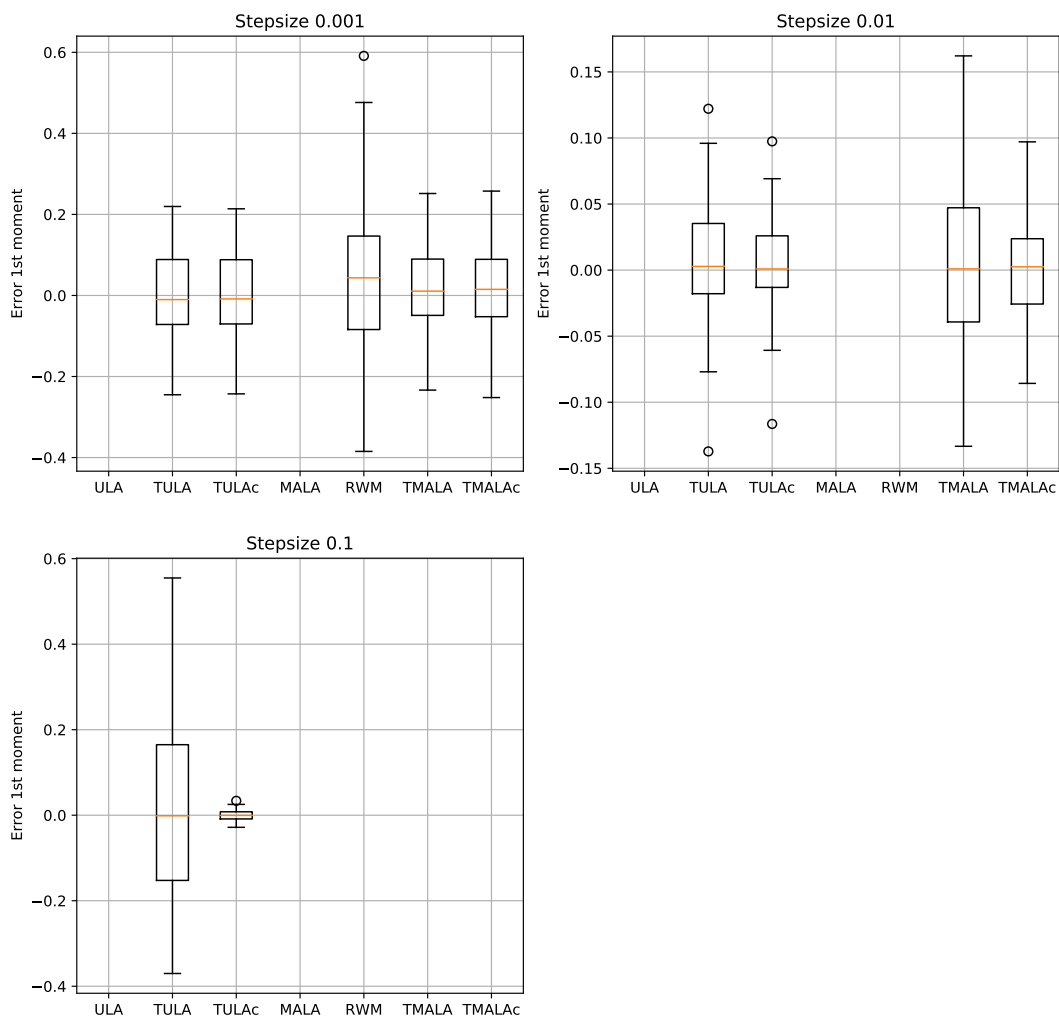 Stepsize 0.001
Error 1st moment
0.6
0.4
0.2
0.0
−0.2
−0.4
ULA TULA TULAc MALA RWM TMALA TMALAc
Stepsize 0.01
Error 1st moment
0.15
0.10
0.05
0.00
−0.05
−0.10
−0.15
ULA TULA TULAc MALA RWM TMALA TMALAc
Stepsize 0.1
Error 1st moment
0.6
0.4
0.2
0.0
−0.2
−0.4
ULA TULA TULAc MALA RWM TMALA TMALAc